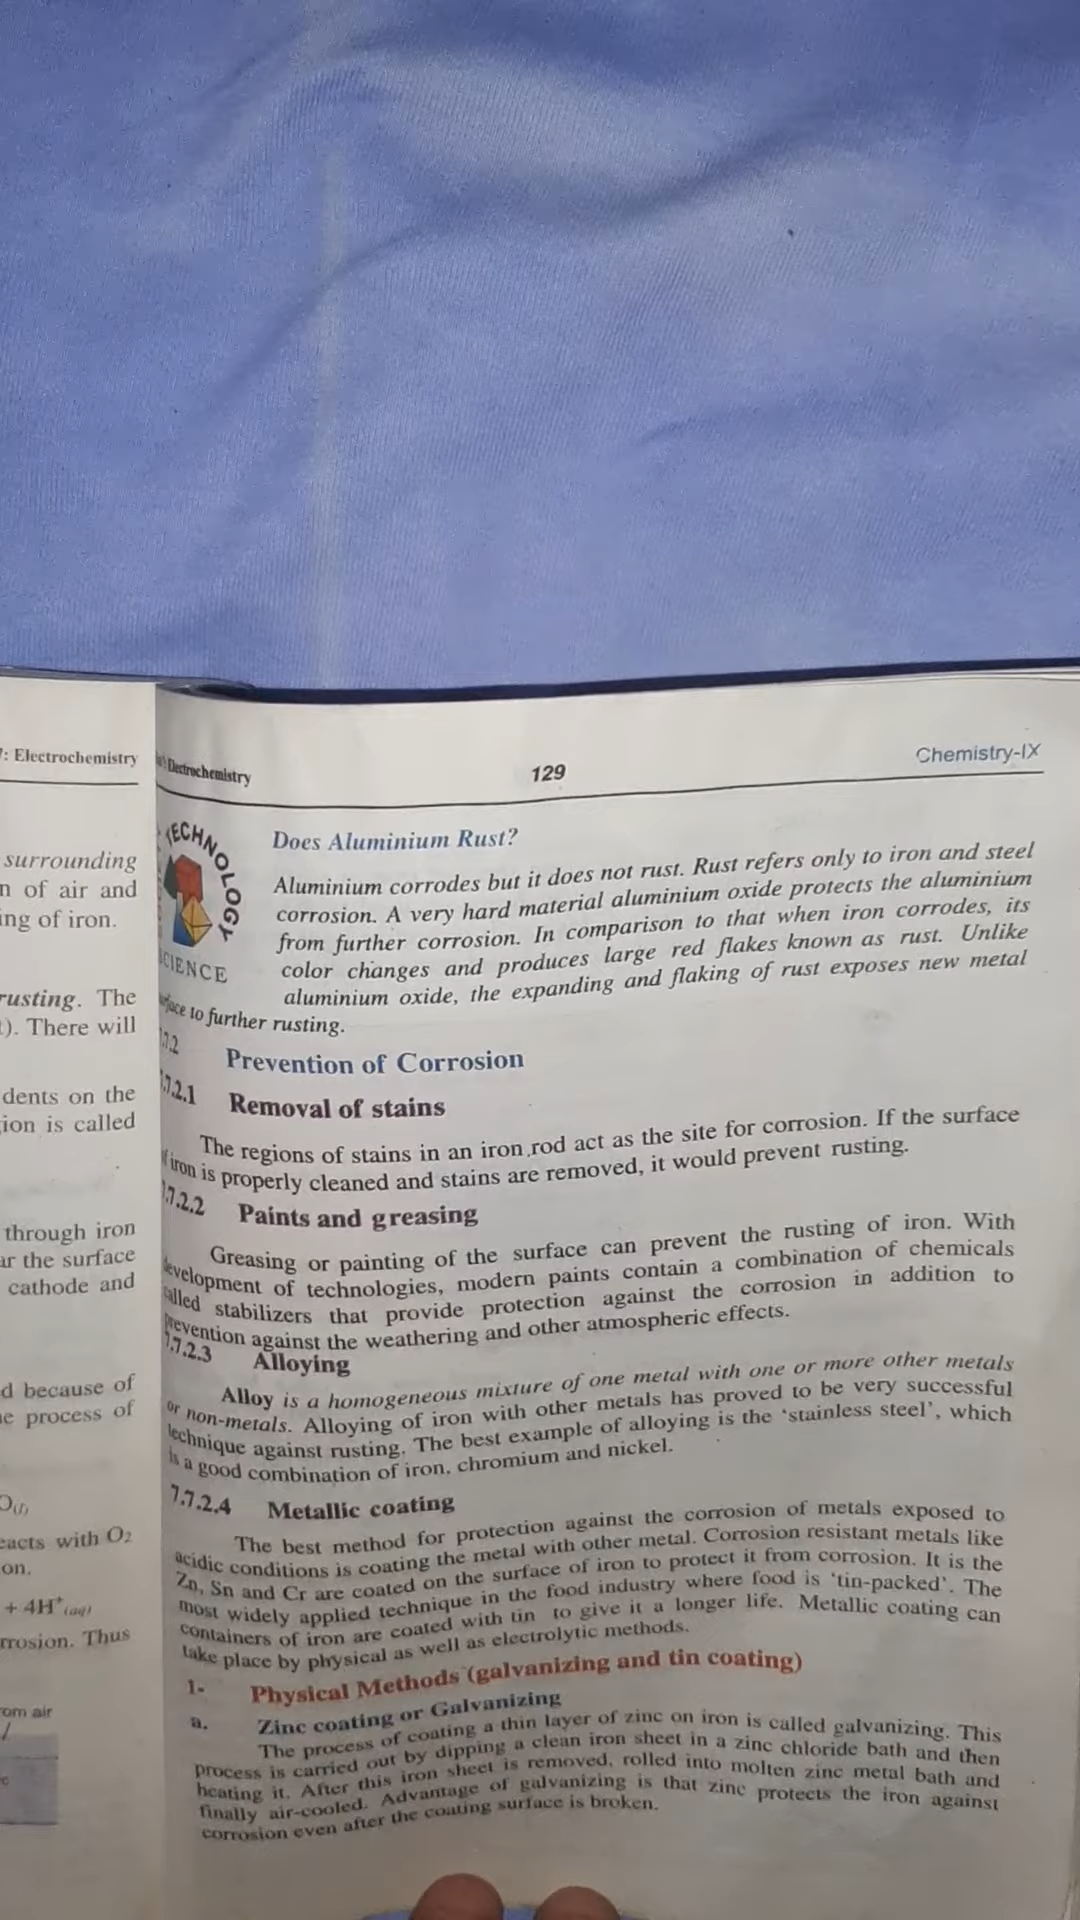 7: Electrochemistry
surrounding
n of air and
ing of iron.
rusting. The
). There will
dents on the
ion is called
through iron
ar the surface
cathode and
d because of
e process of
O(l)
eacts with O2
on.
+ 4H+(aq)
rrosion. Thus
rom air
Electrochemistry
129
Chemistry-IX
TECHNOLOGY
SCIENCE
Does Aluminium Rust?
Aluminium corrodes but it does not rust. Rust refers only to iron and steel
corrosion. A very hard material aluminium oxide protects the aluminium
from further corrosion. In comparison to that when iron corrodes, its
color changes and produces large red flakes known as rust. Unlike
aluminium oxide, the expanding and flaking of rust exposes new metal
surface to further rusting.
7.7.2 Prevention of Corrosion
7.7.2.1 Removal of stains
The regions of stains in an iron rod act as the site for corrosion. If the surface
of iron is properly cleaned and stains are removed, it would prevent rusting.
7.7.2.2 Paints and greasing
Greasing or painting of the surface can prevent the rusting of iron. With
development of technologies, modern paints contain a combination of chemicals
called stabilizers that provide protection against the corrosion in addition to
prevention against the weathering and other atmospheric effects.
7.7.2.3 Alloying
Alloy is a homogeneous mixture of one metal with one or more other metals
or non-metals. Alloying of iron with other metals has proved to be very successful
technique against rusting. The best example of alloying is the 'stainless steel', which
is a good combination of iron, chromium and nickel.
7.7.2.4 Metallic coating
The best method for protection against the corrosion of metals exposed to
acidic conditions is coating the metal with other metal. Corrosion resistant metals like
Zn, Sn and Cr are coated on the surface of iron to protect it from corrosion. It is the
most widely applied technique in the food industry where food is 'tin-packed'. The
containers of iron are coated with tin to give it a longer life. Metallic coating can
take place by physical as well as electrolytic methods.
1- Physical Methods (galvanizing and tin coating)
a. Zinc coating or Galvanizing
The process of coating a thin layer of zinc on iron is called galvanizing. This
process is carried out by dipping a clean iron sheet in a zinc chloride bath and then
heating it. After this iron sheet is removed, rolled into molten zinc metal bath and
finally air-cooled. Advantage of galvanizing is that zinc protects the iron against
corrosion even after the coating surface is broken.